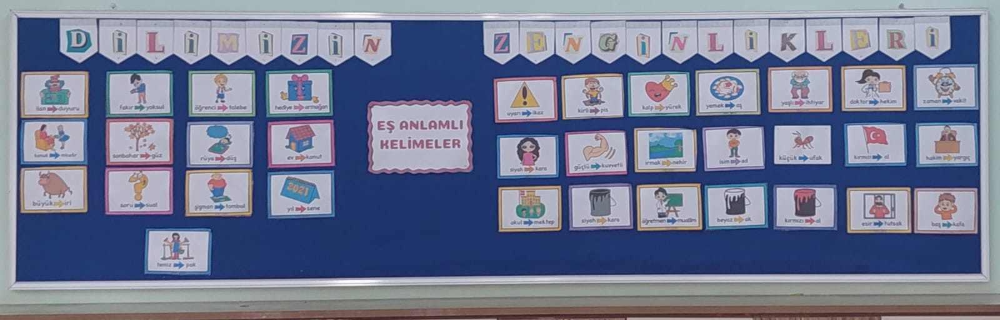 DİLİMİZİN ZENGİNLİKLERİ
ilan duyuru
fakir yoksul
öğrenci talebe
hediye armağan
konuk misafir
sonbahar güz
rüya düş
ev konut
büyük iri
soru sual
şişman tombul
yıl sene
2021
temiz pak
EŞ ANLAMLI
KELİMELER
uyarı ikaz
kirli pis
kalp yürek
yemek aş
yaşlı ihtiyar
doktor hekim
zaman vakit
siyah kara
güçlü kuvvetli
ırmak nehir
isim ad
küçük ufak
kırmızı al
hakim yargıç
okul mektep
siyah kara
öğretmen muallim
beyaz ak
kırmızı al
esir tutsak
baş kafa